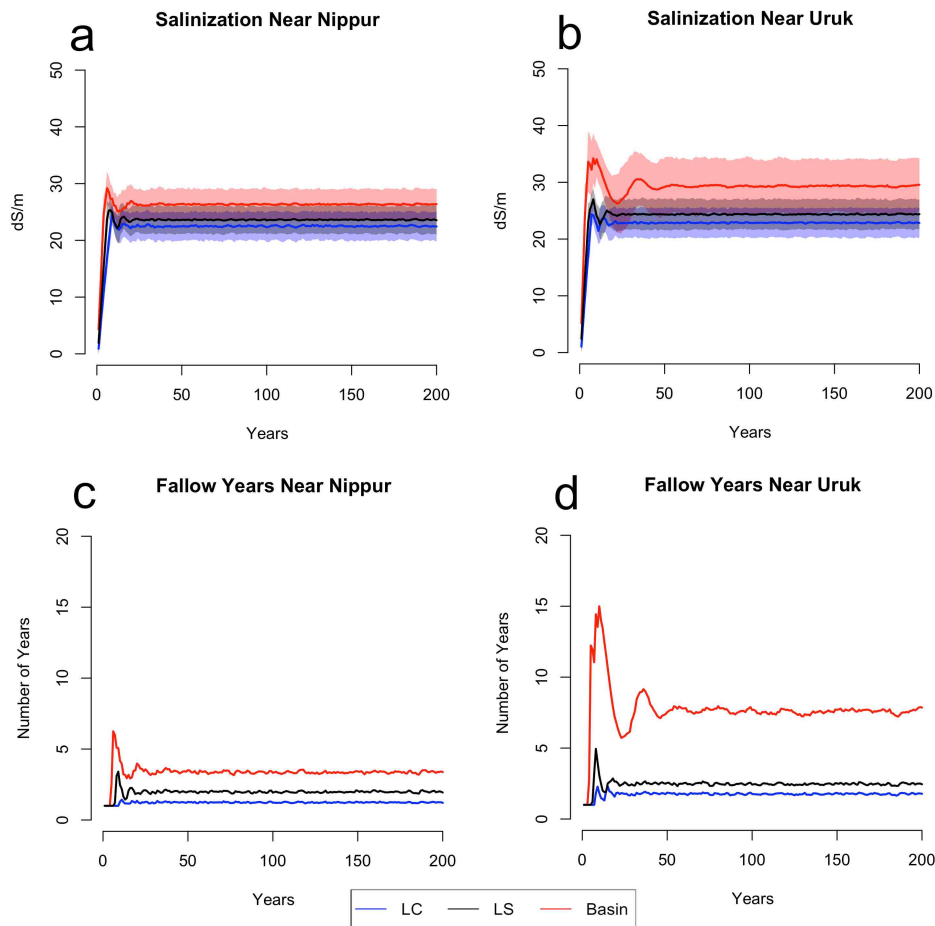 a
Salinization Near Nippur
dS/m
50
40
30
20
10
0
0 50 100 150 200
Years
b
Salinization Near Uruk
dS/m
50
40
30
20
10
0
0 50 100 150 200
Years
c
Fallow Years Near Nippur
Number of Years
20
15
10
5
0
0 50 100 150 200
Years
d
Fallow Years Near Uruk
Number of Years
20
15
10
5
0
0 50 100 150 200
Years
LC LS Basin